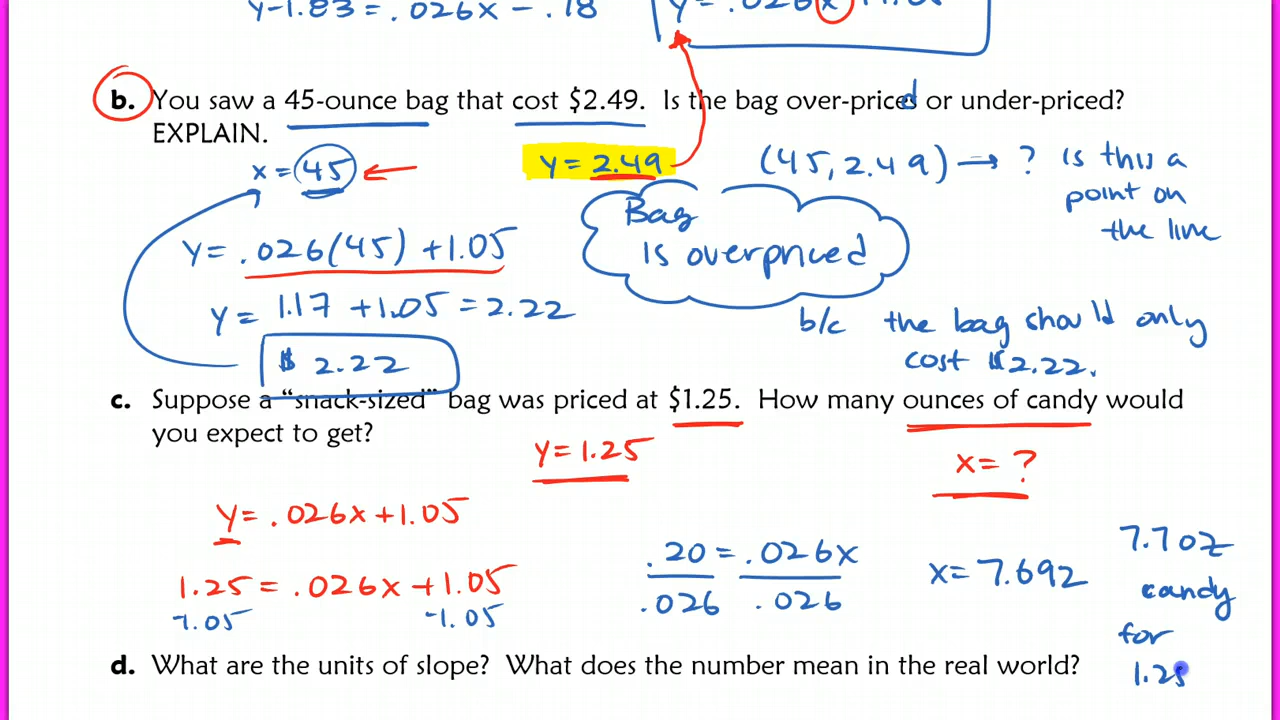 y-1.83 = .026x - .18
b. You saw a 45-ounce bag that cost $2.49. Is the bag over-priced or under-priced?
EXPLAIN.
x = 45
y = 2.49
(45, 2.49) → ? Is this a
point on
the line
Bag
Is overpriced
y = .026(45) + 1.05
y = 1.17 + 1.05 = 2.22
$ 2.22
b/c the bag should only
cost $2.22.
c. Suppose a "snack-sized" bag was priced at $1.25. How many ounces of candy would
you expect to get?
y = 1.25
x = ?
y = .026x + 1.05
1.25 = .026x + 1.05
-1.05 -1.05
.20 = .026x
.026 .026
x = 7.692
7.7 oz
candy
for
1.25
d. What are the units of slope? What does the number mean in the real world?